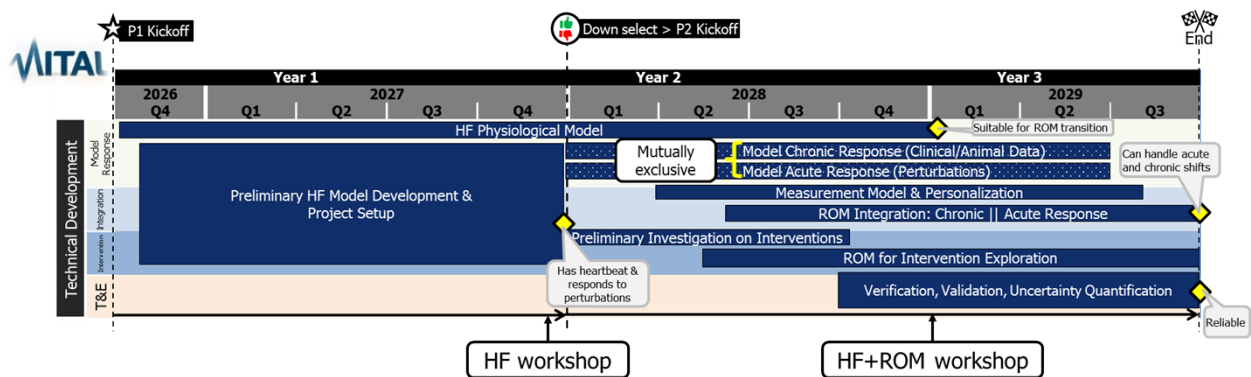 P1 Kickoff
Down select > P2 Kickoff
End
VITAL
Year 1
Year 2
Year 3
2026
2027
2028
2029
Q4
Q1
Q2
Q3
Q4
Q1
Q2
Q3
Q4
Q1
Q2
Q3
Technical Development
Model
Response
Integration
Intervention
T&E
HF Physiological Model
Suitable for ROM transition
Mutually
exclusive
Model Chronic Response (Clinical/Animal Data)
Model Acute Response (Perturbations)
Can handle acute
and chronic shifts
Preliminary HF Model Development &
Project Setup
Measurement Model & Personalization
ROM Integration: Chronic || Acute Response
Preliminary Investigation on Interventions
ROM for Intervention Exploration
Has heartbeat &
responds to
perturbations
Verification, Validation, Uncertainty Quantification
Reliable
HF workshop
HF+ROM workshop